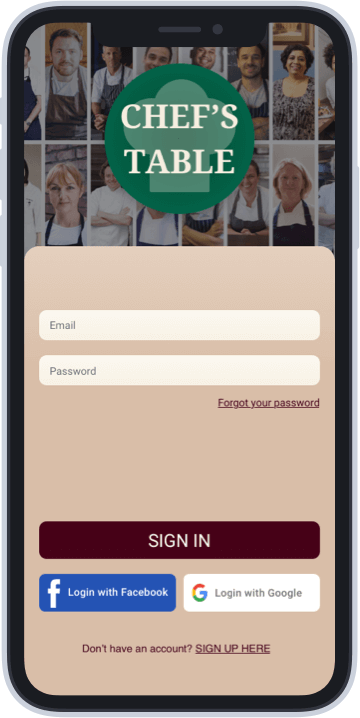 CHEF’S
TABLE
Email
Password
Forgot your password
SIGN IN
Login with Facebook
Login with Google
Don't have an account? SIGN UP HERE